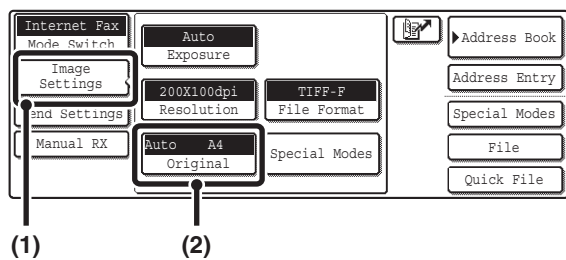 Internet Fax
Mode Switch
Image
Settings
end Settings
Manual RX
Auto
Exposure
200X100dpi
Resolution
TIFF-F
File Format
Auto A4
Original
Special Modes
Address Book
Address Entry
Special Modes
File
Quick File
(1)
(2)